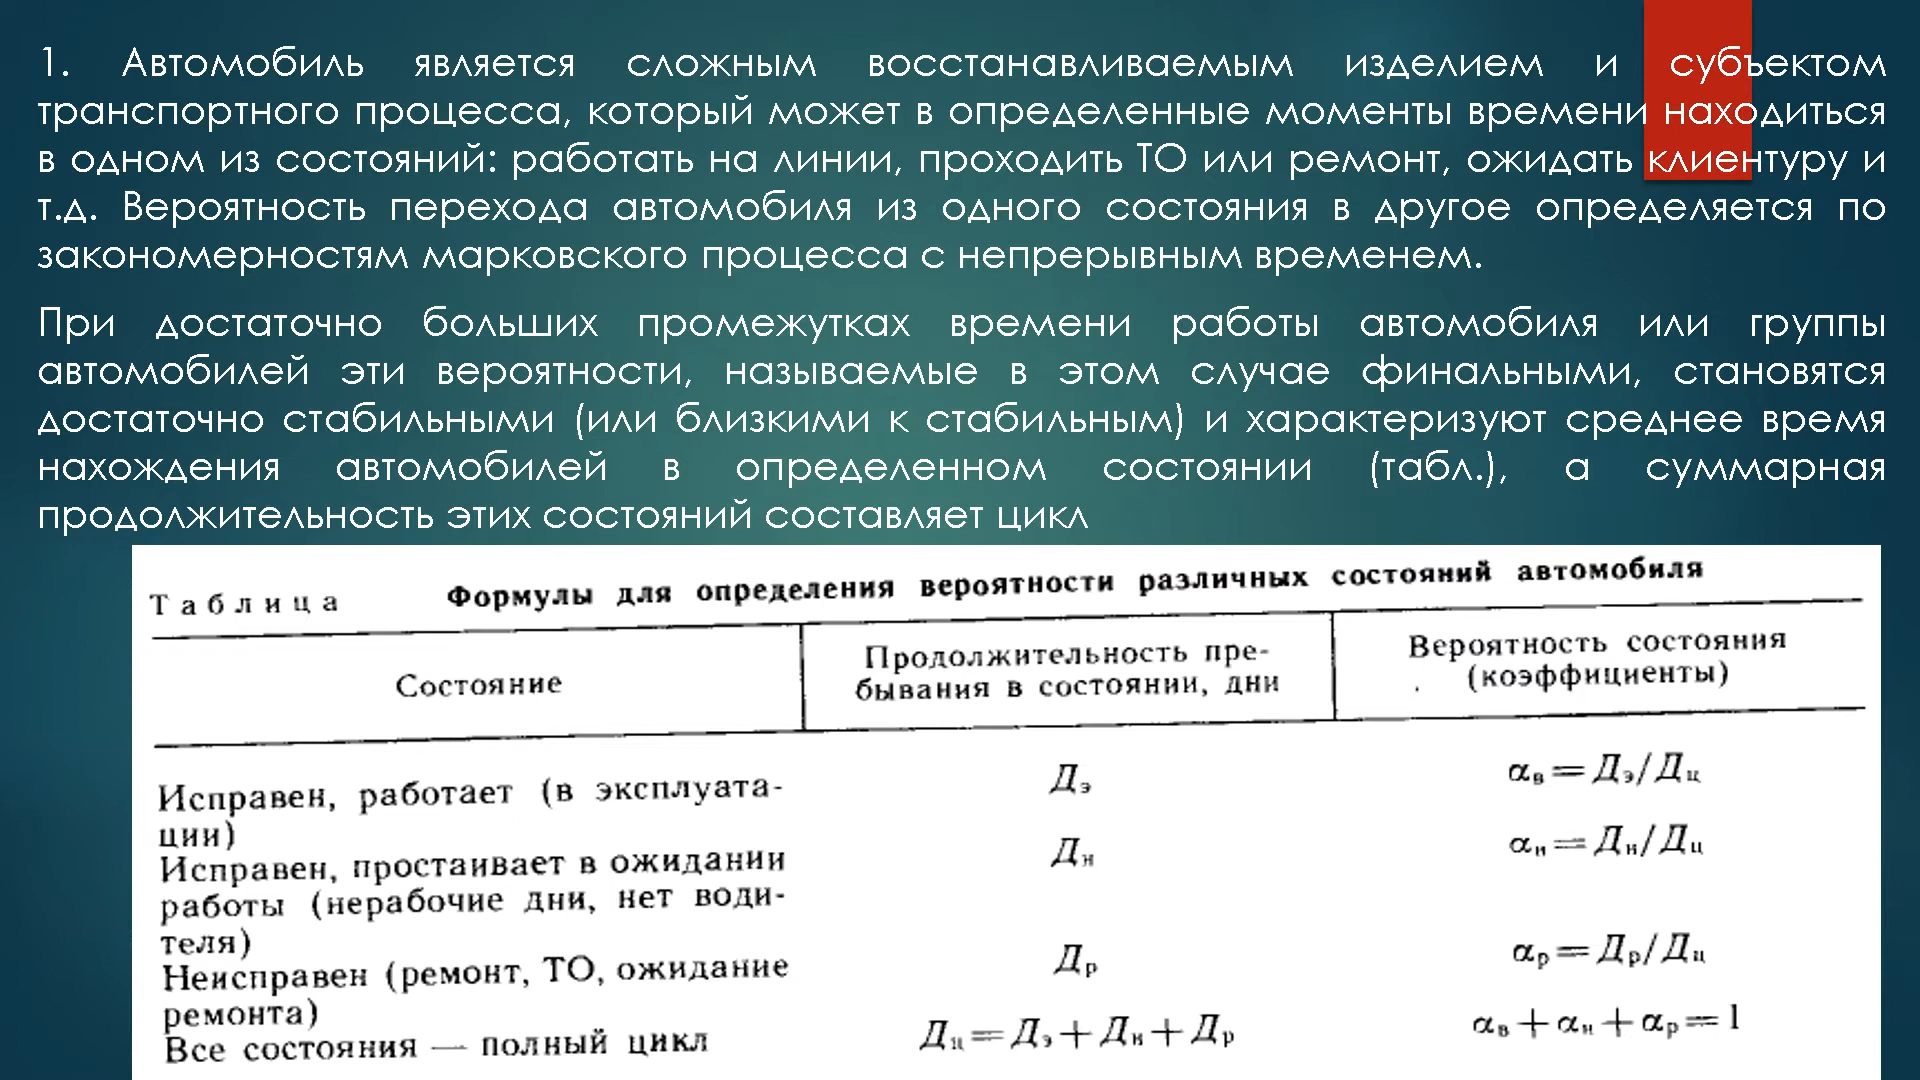 1. Автомобиль является сложным восстанавливаемым изделием и субъектом
транспортного процесса, который может в определенные моменты времени находиться
в одном из состояний: работать на линии, проходить ТО или ремонт, ожидать клиентуру и
т.д. Вероятность перехода автомобиля из одного состояния в другое определяется по
закономерностям марковского процесса с непрерывным временем.
При достаточно больших промежутках времени работы автомобиля или группы
автомобилей эти вероятности, называемые в этом случае финальными, становятся
достаточно стабильными (или близкими к стабильным) и характеризуют среднее время
нахождения автомобилей в определенном состоянии (табл.), а суммарная
продолжительность этих состояний составляет цикл
Таблица Формулы для определения вероятности различных состояний автомобиля
Состояние
Продолжительность пре-
бывания в состоянии, дни
Вероятность состояния
(коэффициенты)
Исправен, работает (в эксплуата-
ции)
Дэ
αв = Дэ/Дц
Исправен, простаивает в ожидании
работы (нерабочие дни, нет води-
теля)
Дн
αн = Дн/Дц
Неисправен (ремонт, ТО, ожидание
ремонта)
Др
αр = Др/Дц
Все состояния — полный цикл
Дц = Дэ + Дн + Др
αв + αн + αр = 1